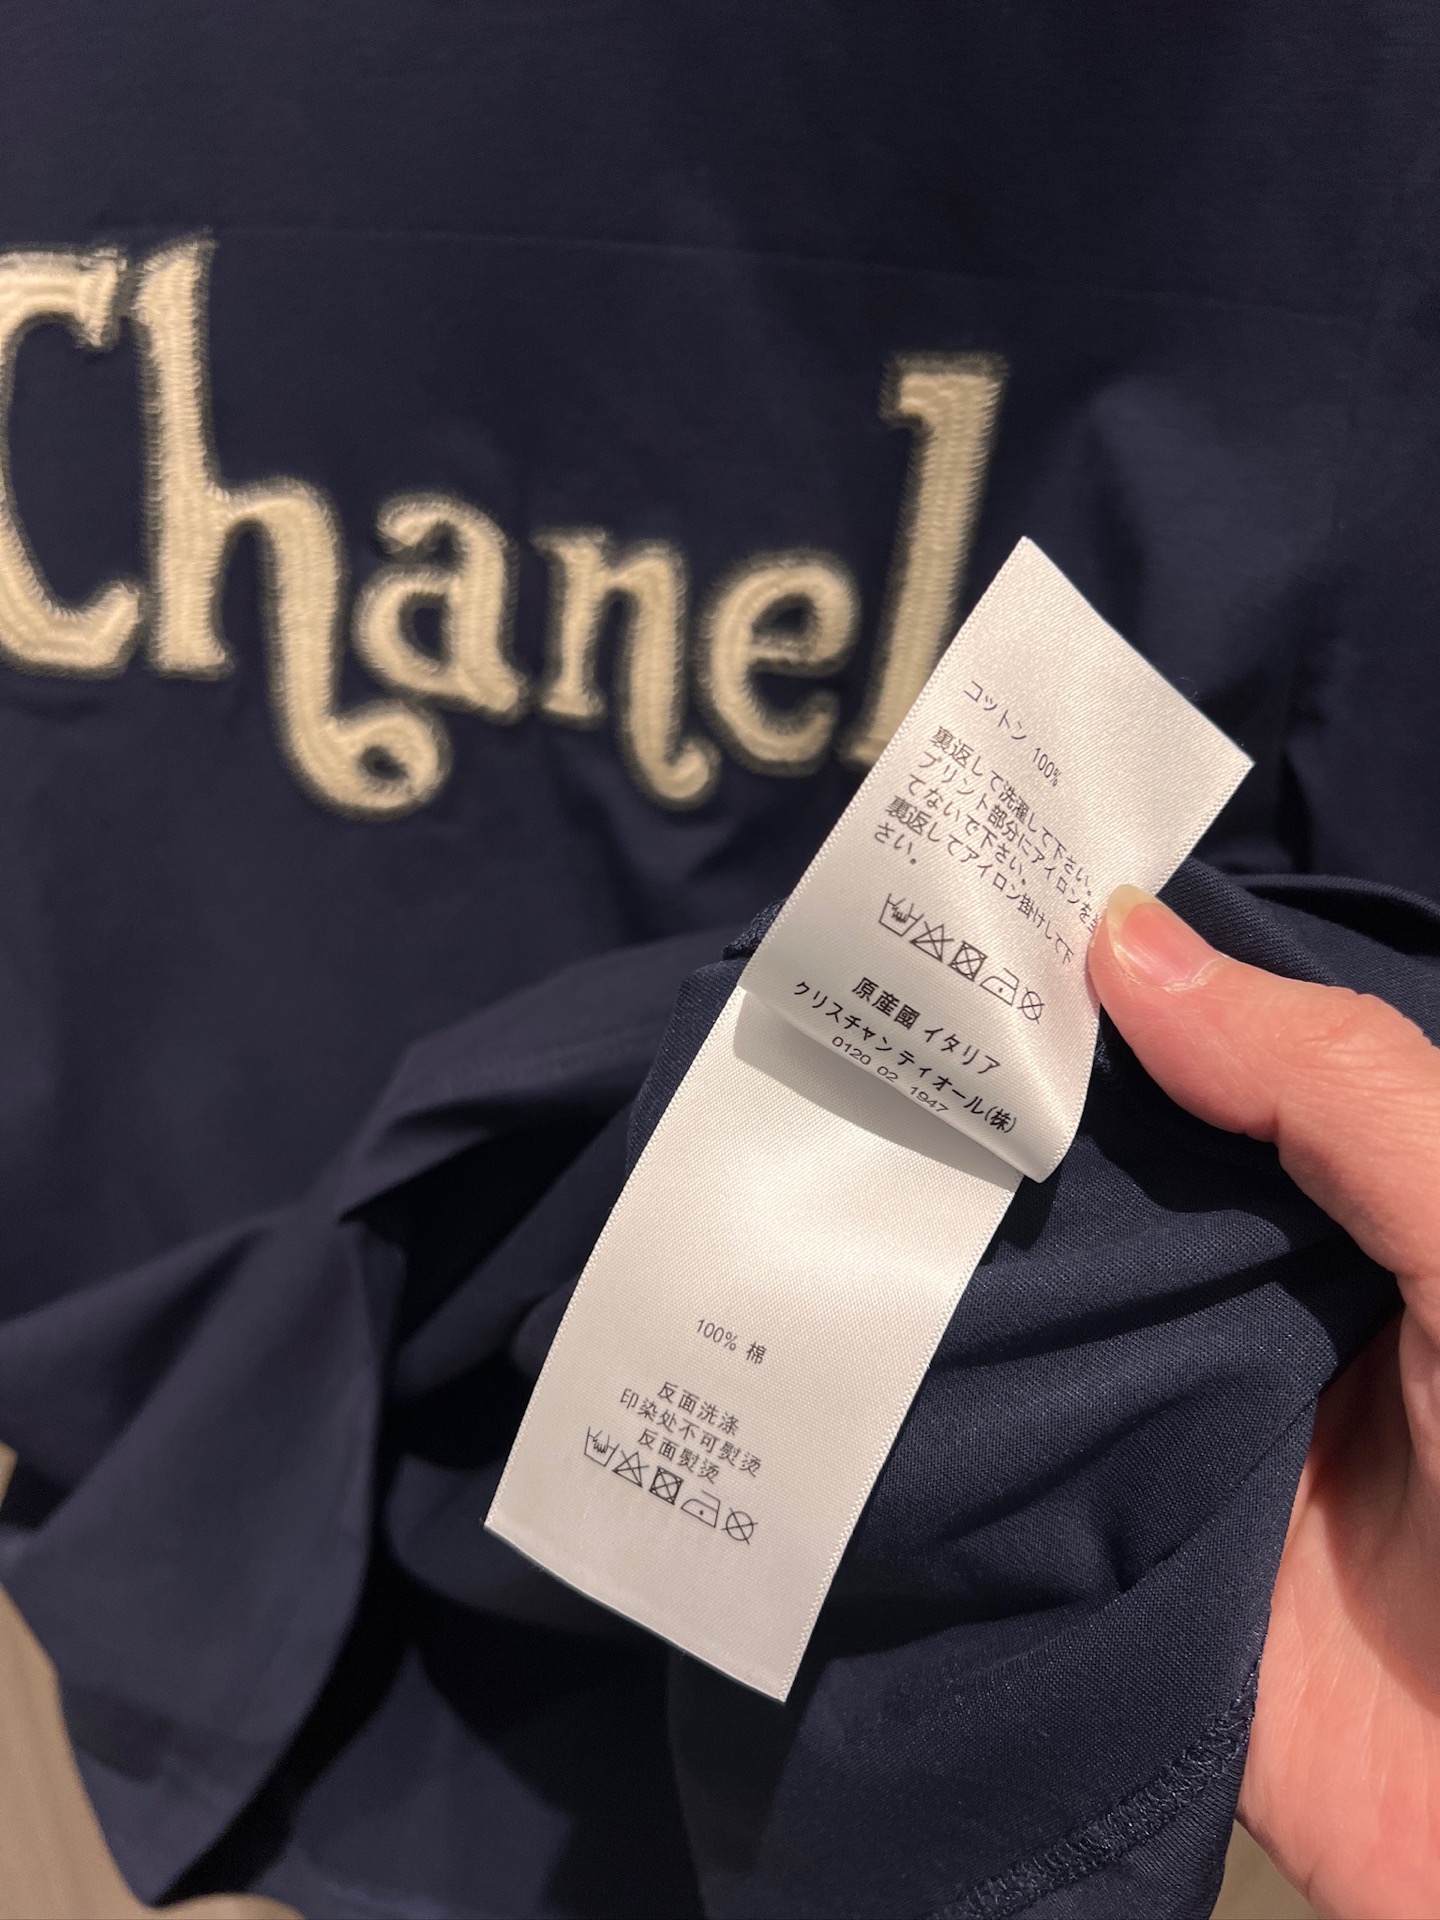 Chanel
コットン 100%
裏返して洗濯して下さい。
プリント部分にアイロンを当
てないで下さい。
裏返してアイロン掛けして下
さい。
原産國 イタリア
クリスチャン ディオール(株)
0120 02 1947
100% 棉
反面洗涤
印染处不可熨烫
反面熨烫